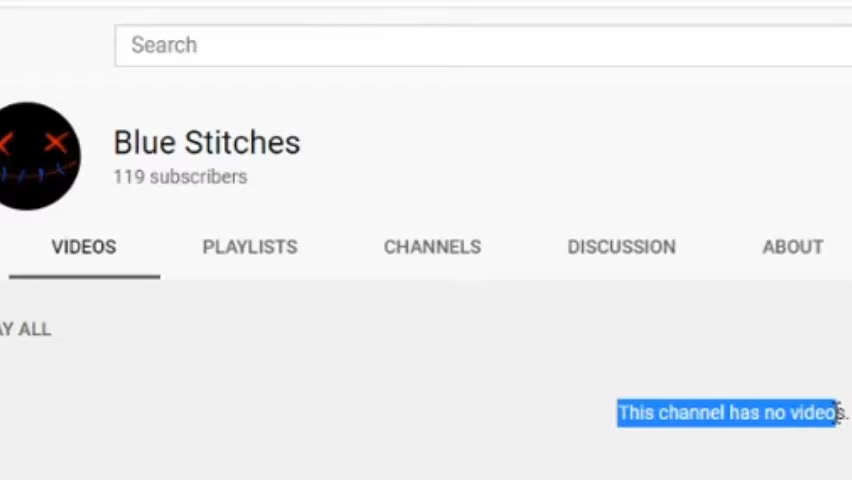 Search
Blue Stitches
119 subscribers
VIDEOS PLAYLISTS CHANNELS DISCUSSION ABOUT
AY ALL
This channel has no videos.